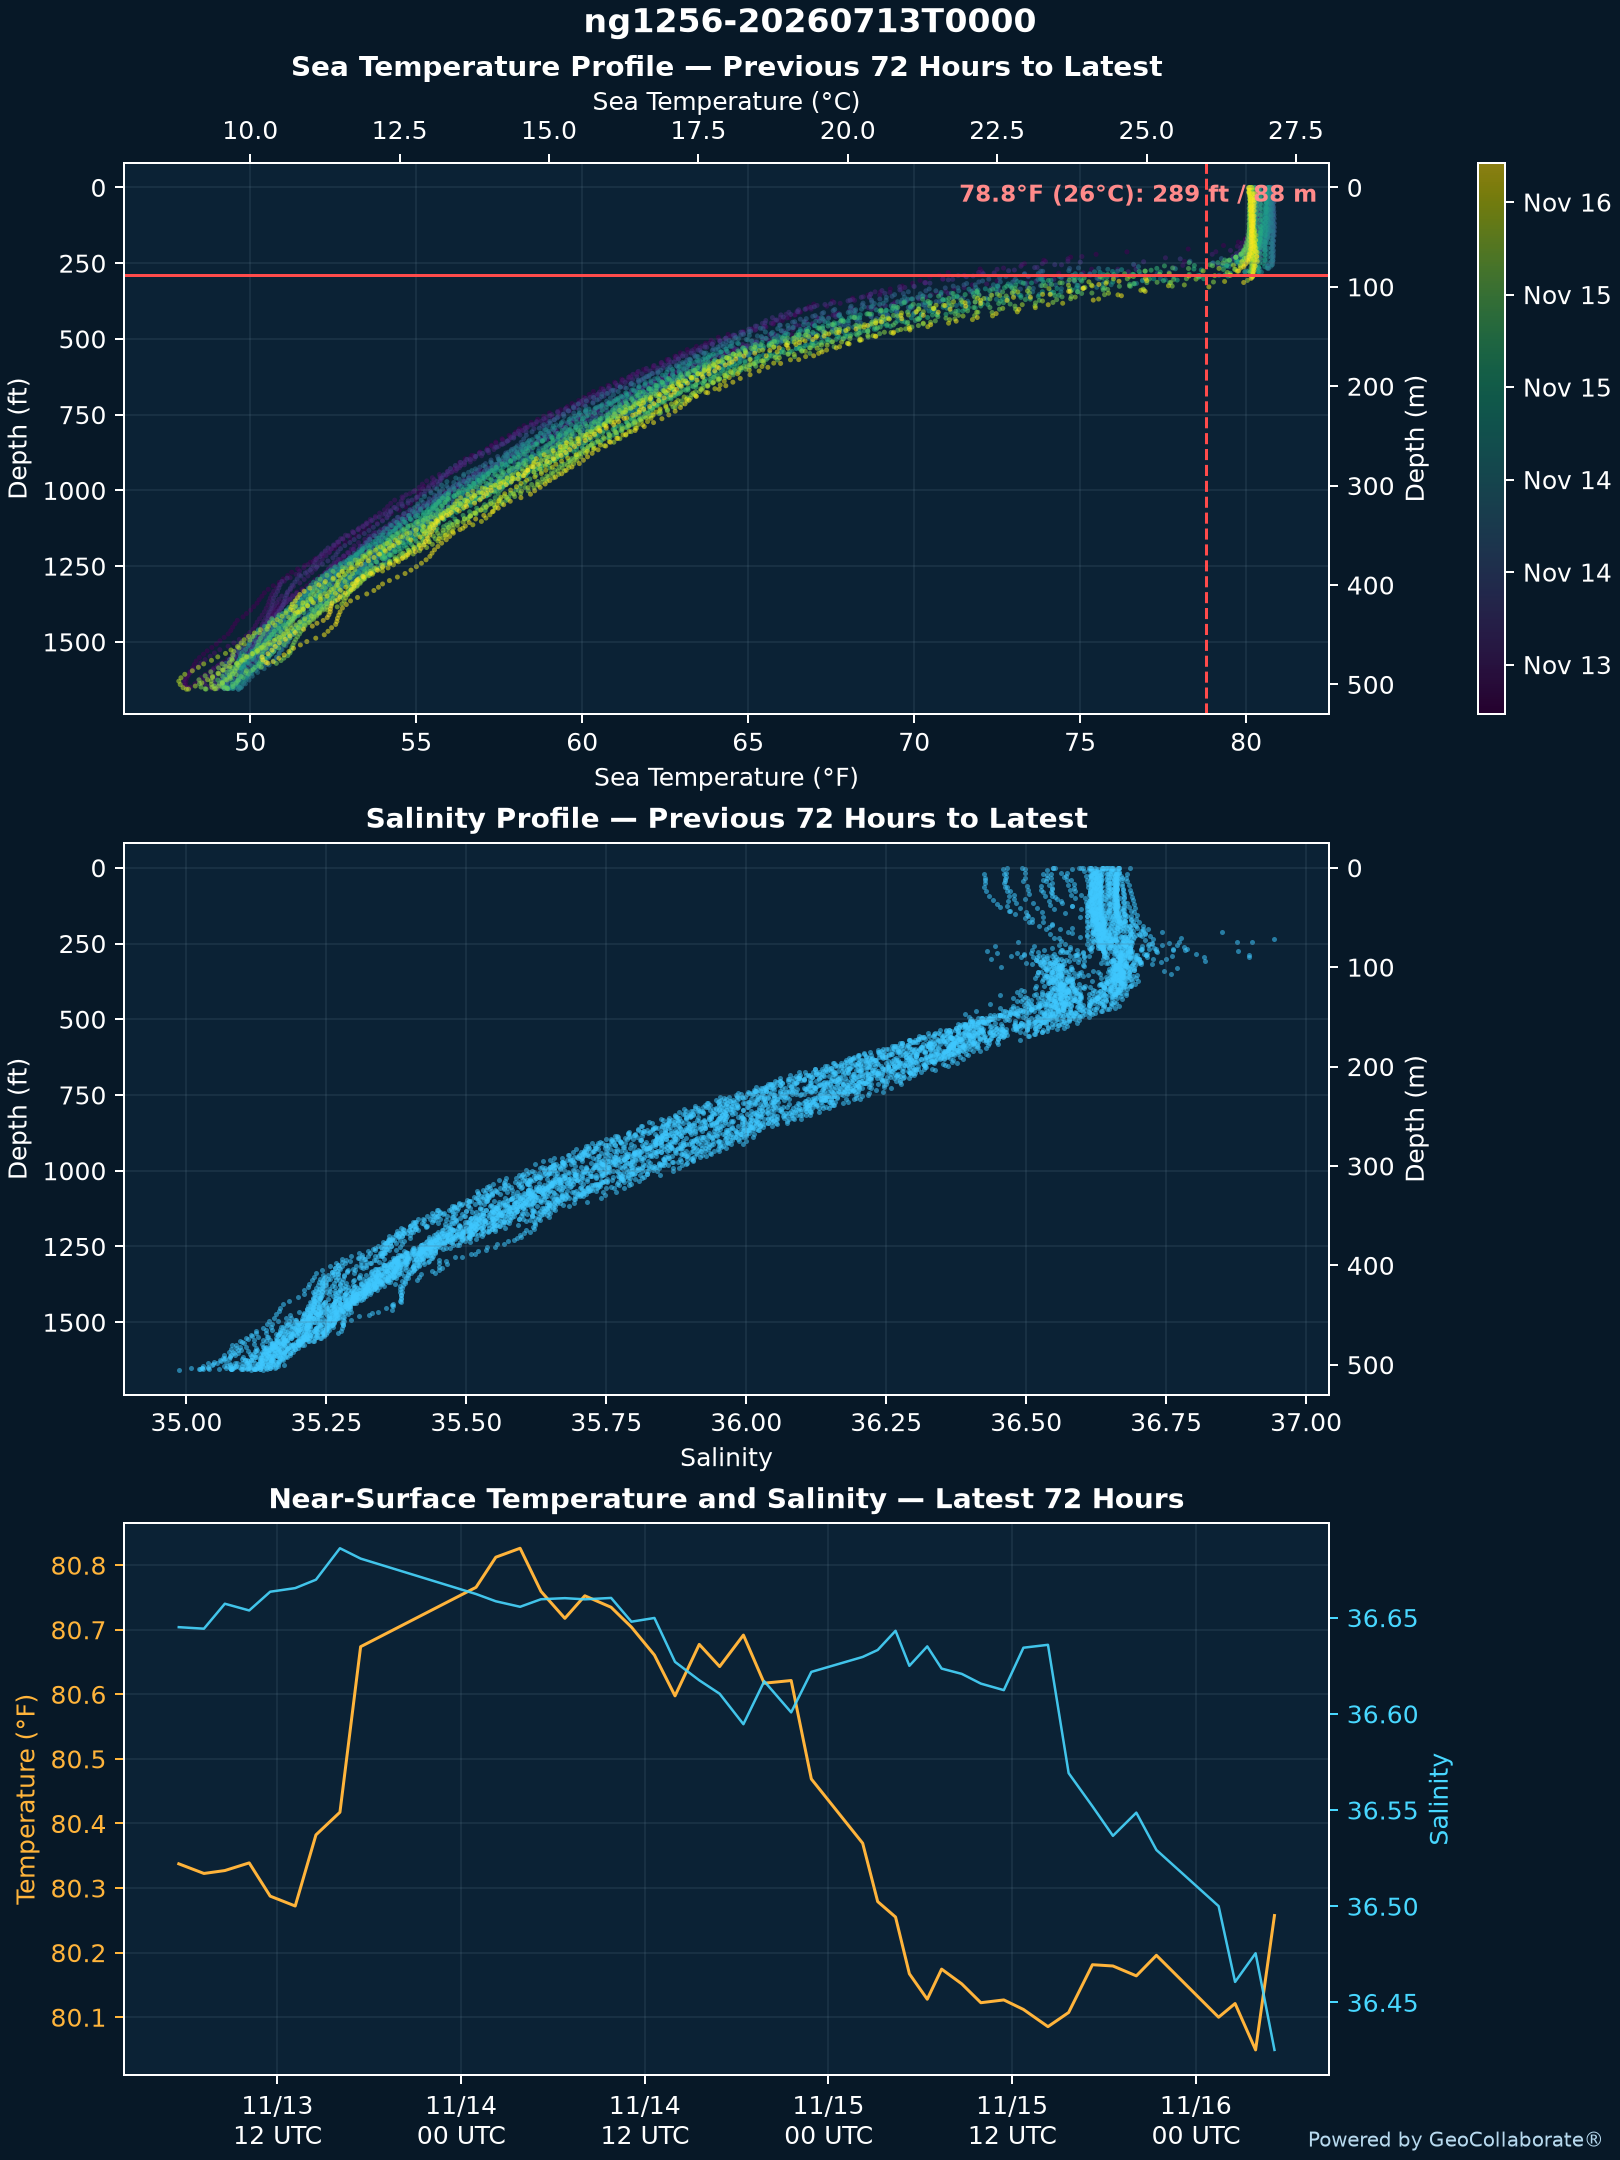 ng1256-20260713T0000
Sea Temperature Profile — Previous 72 Hours to Latest
Sea Temperature (°C)
10.0 12.5 15.0 17.5 20.0 22.5 25.0 27.5
78.8°F (26°C): 289 ft / 88 m
0
250
500
750
1000
1250
1500
Depth (ft)
0
100
200
300
400
500
Depth (m)
Nov 16
Nov 15
Nov 15
Nov 14
Nov 14
Nov 13
50 55 60 65 70 75 80
Sea Temperature (°F)
Salinity Profile — Previous 72 Hours to Latest
0
250
500
750
1000
1250
1500
Depth (ft)
0
100
200
300
400
500
Depth (m)
35.00 35.25 35.50 35.75 36.00 36.25 36.50 36.75 37.00
Salinity
Near-Surface Temperature and Salinity — Latest 72 Hours
80.8
80.7
80.6
80.5
80.4
80.3
80.2
80.1
Temperature (°F)
36.65
36.60
36.55
36.50
36.45
Salinity
11/13 11/14 11/14 11/15 11/15 11/16
12 UTC 00 UTC 12 UTC 00 UTC 12 UTC 00 UTC
Powered by GeoCollaborate®